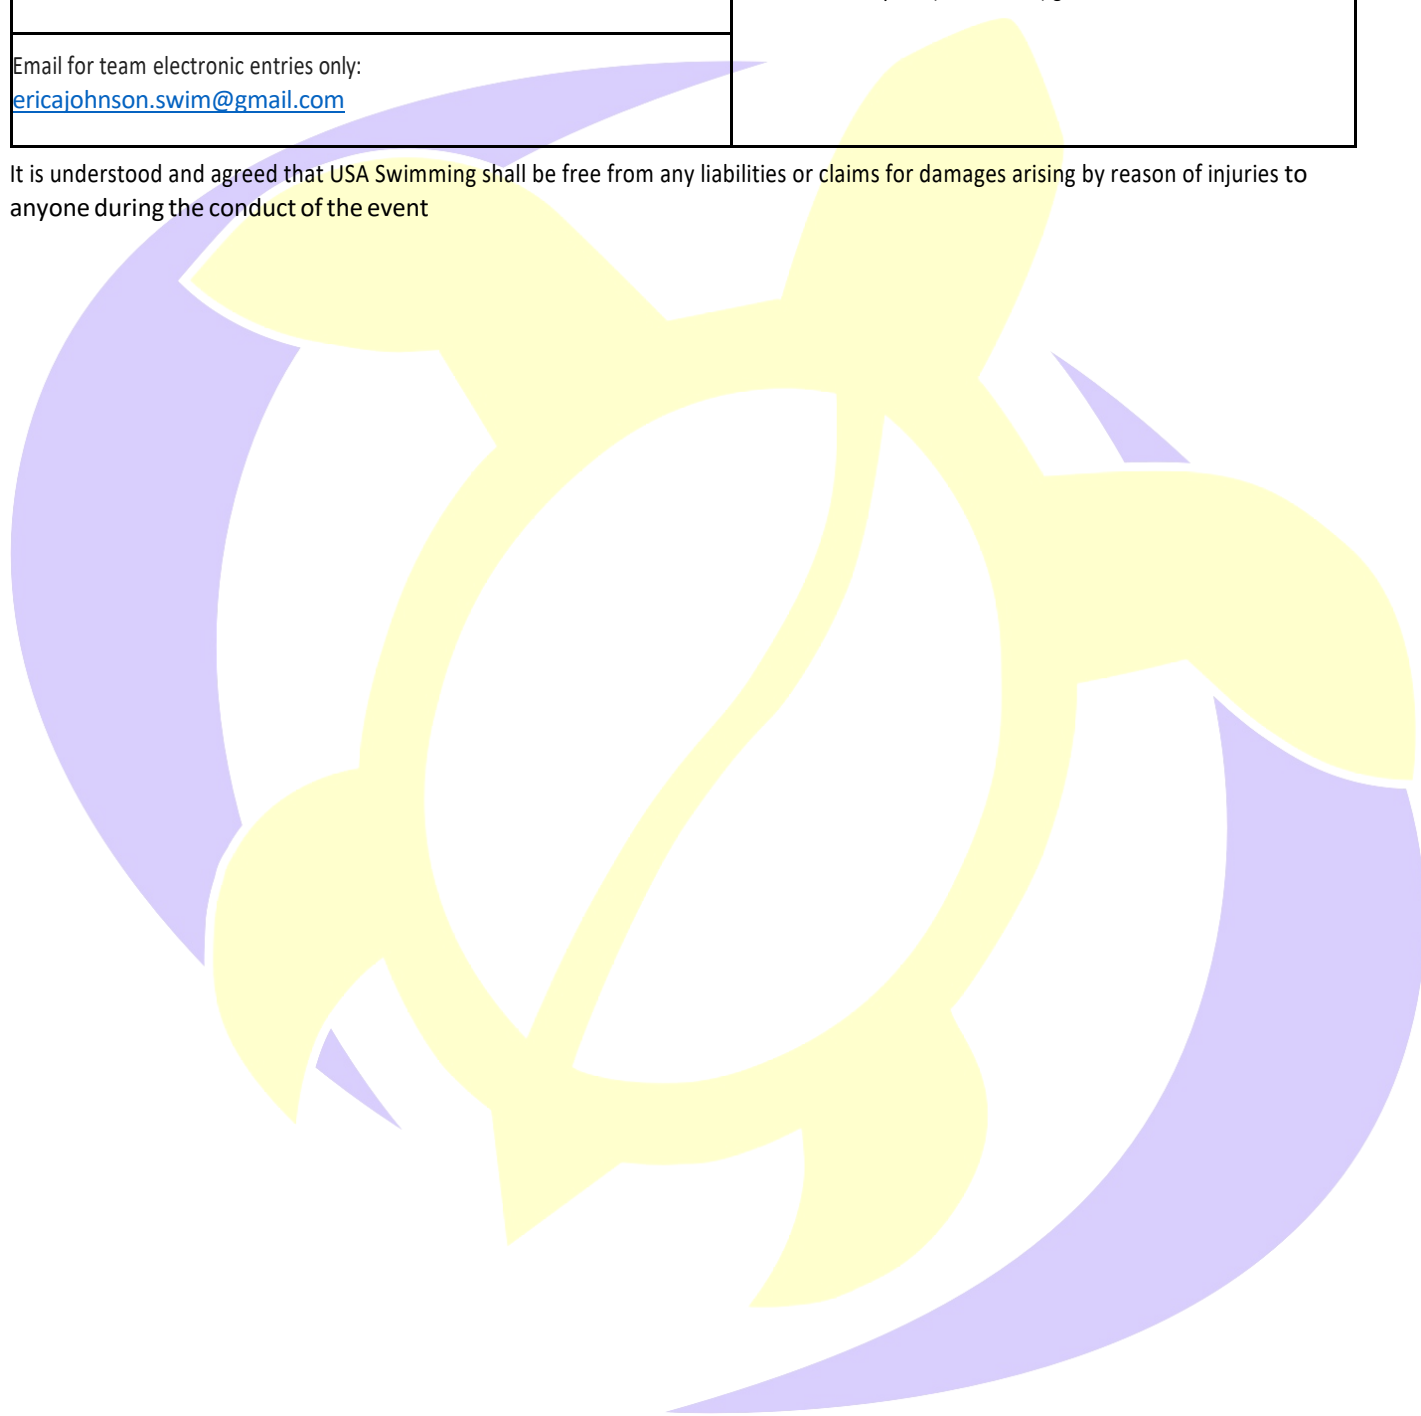 Email for team electronic entries only:
ericajohnson.swim@gmail.com
It is understood and agreed that USA Swimming shall be free from any liabilities or claims for damages arising by reason of injuries to
anyone during the conduct of the event